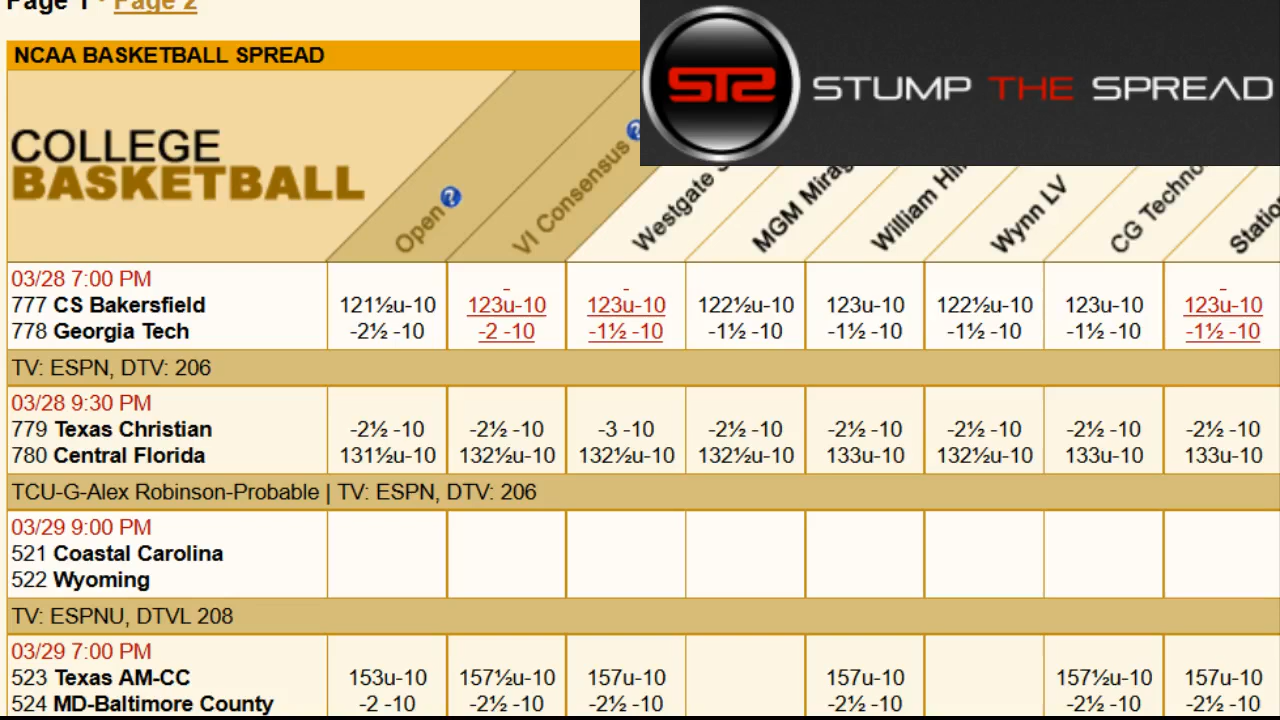 Page 1 · Page 2
NCAA BASKETBALL SPREAD
STS STUMP THE SPREAD
COLLEGE
BASKETBALL
Open ? VI Consensus ? Westgate MGM William Wynn LV CG
03/28 7:00 PM
777 CS Bakersfield 121½u-10 123u-10 123u-10 122½u-10 123u-10 122½u-10 123u-10 123u-10
778 Georgia Tech -2½ -10 -2 -10 -1½ -10 -1½ -10 -1½ -10 -1½ -10 -1½ -10 -1½ -10
TV: ESPN, DTV: 206
03/28 9:30 PM
779 Texas Christian -2½ -10 -2½ -10 -3 -10 -2½ -10 -2½ -10 -2½ -10 -2½ -10 -2½ -10
780 Central Florida 131½u-10 132½u-10 132½u-10 132½u-10 133u-10 132½u-10 133u-10 133u-10
TCU-G-Alex Robinson-Probable | TV: ESPN, DTV: 206
03/29 9:00 PM
521 Coastal Carolina
522 Wyoming
TV: ESPNU, DTVL 208
03/29 7:00 PM
523 Texas AM-CC 153u-10 157½u-10 157u-10 157u-10 157½u-10 157u-10
524 MD-Baltimore County -2 -10 -2½ -10 -2½ -10 -2½ -10 -2½ -10 -2½ -10